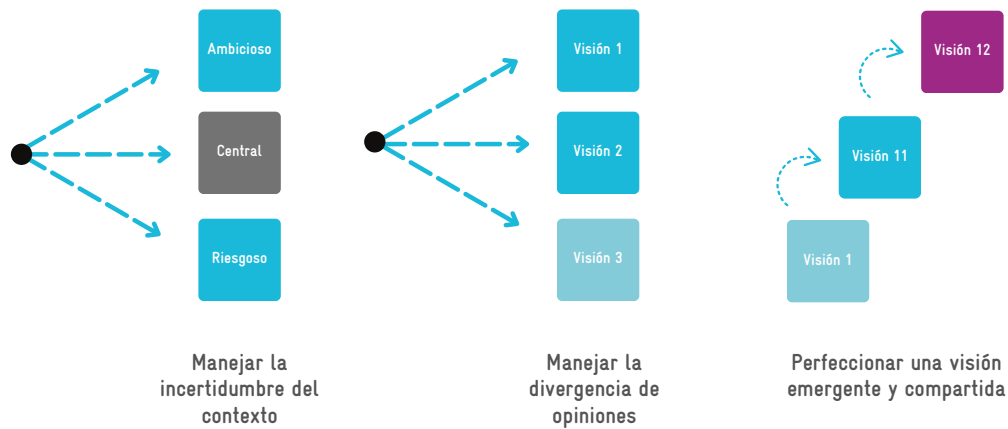 Ambicioso
Central
Riesgoso
Manejar la
incertidumbre del
contexto
Visión 1
Visión 2
Visión 3
Manejar la
divergencia de
opiniones
Visión 12
Visión 11
Visión 1
Perfeccionar una visión
emergente y compartida